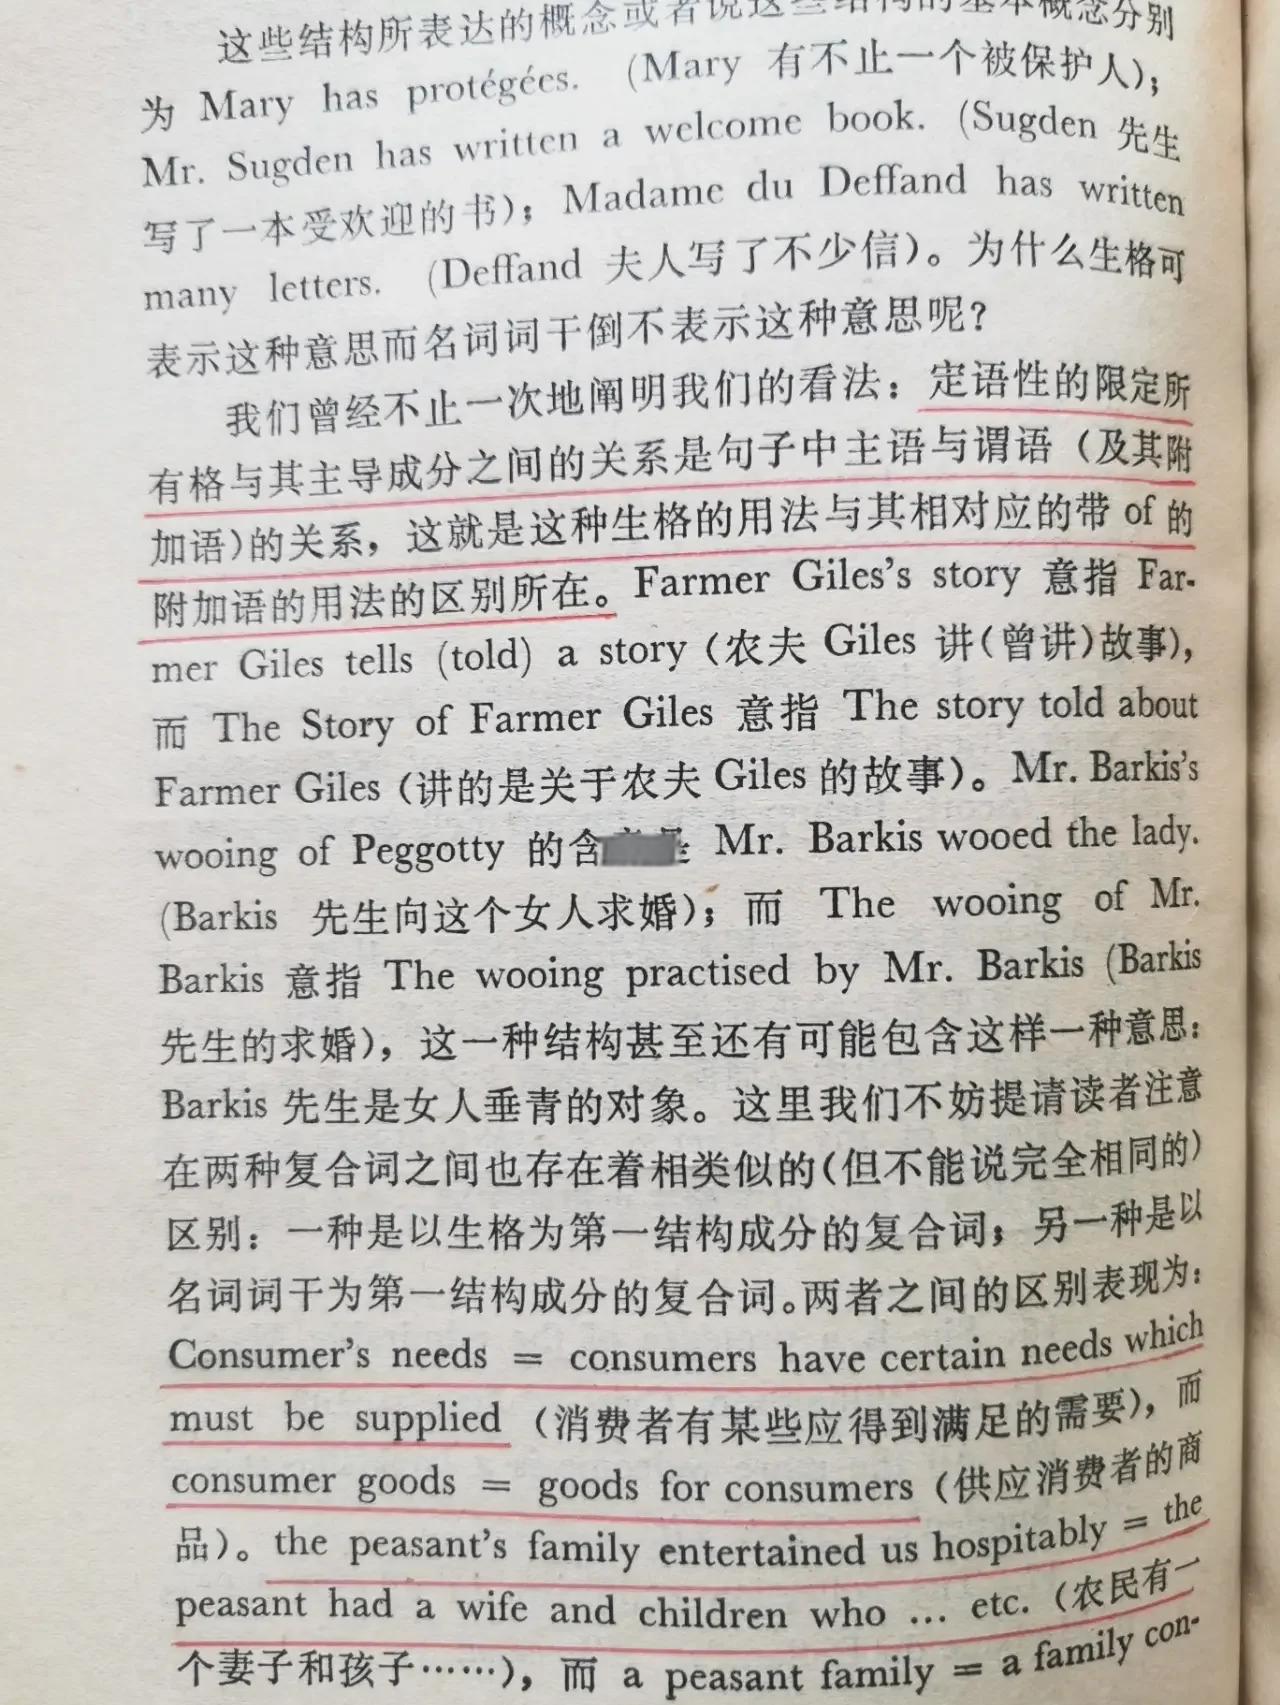 这些结构所表达的概念或者说这些结构的基本概念分别
为 Mary has protégées. (Mary 有不止一个被保护人);
Mr. Sugden has written a welcome book. (Sugden 先生
写了一本受欢迎的书); Madame du Deffand has written
many letters. (Deffand 夫人写了不少信)。为什么生格可
表示这种意思而名词词干倒不表示这种意思呢?
我们曾经不止一次地阐明我们的看法: 定语性的限定所
有格与其主导成分之间的关系是句子中主语与谓语 (及其附
加语)的关系, 这就是这种生格的用法与其相对应的带 of 的
附加语的用法的区别所在。Farmer Giles's story 意指 Far-
mer Giles tells (told) a story (农夫 Giles 讲(曾讲)故事),
而 The Story of Farmer Giles 意指 The story told about
Farmer Giles (讲的是关于农夫 Giles 的故事)。Mr. Barkis's
wooing of Peggotty 的含 Mr. Barkis wooed the lady.
(Barkis 先生向这个女人求婚); 而 The wooing of Mr.
Barkis 意指 The wooing practised by Mr. Barkis (Barkis
先生的求婚), 这一种结构甚至还有可能包含这样一种意思:
Barkis 先生是女人垂青的对象。这里我们不妨提请读者注意
在两种复合词之间也存在着相类似的(但不能说完全相同的)
区别: 一种是以生格为第一结构成分的复合词; 另一种是以
名词词干为第一结构成分的复合词。两者之间的区别表现为:
Consumer's needs = consumers have certain needs which
must be supplied (消费者有某些应得到满足的需要), 而
consumer goods = goods for consumers (供应消费者的商
品)。the peasant's family entertained us hospitably = the
peasant had a wife and children who ... etc. (农民有一
个妻子和孩子……), 而 a peasant family = a family con-